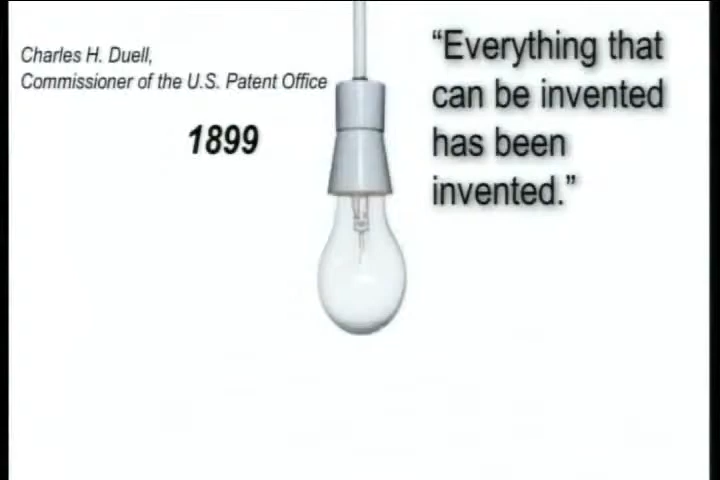 Charles H. Duell,
Commissioner of the U.S. Patent Office
1899
“Everything that
can be invented
has been
invented.”